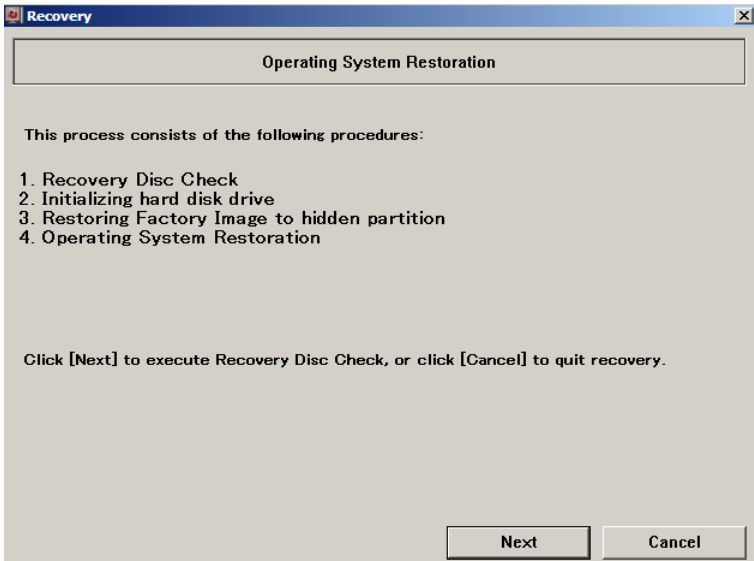 Recovery
Operating System Restoration
This process consists of the following procedures:
1. Recovery Disc Check
2. Initializing hard disk drive
3. Restoring Factory Image to hidden partition
4. Operating System Restoration
Click [Next] to execute Recovery Disc Check, or click [Cancel] to quit recovery.
Next Cancel